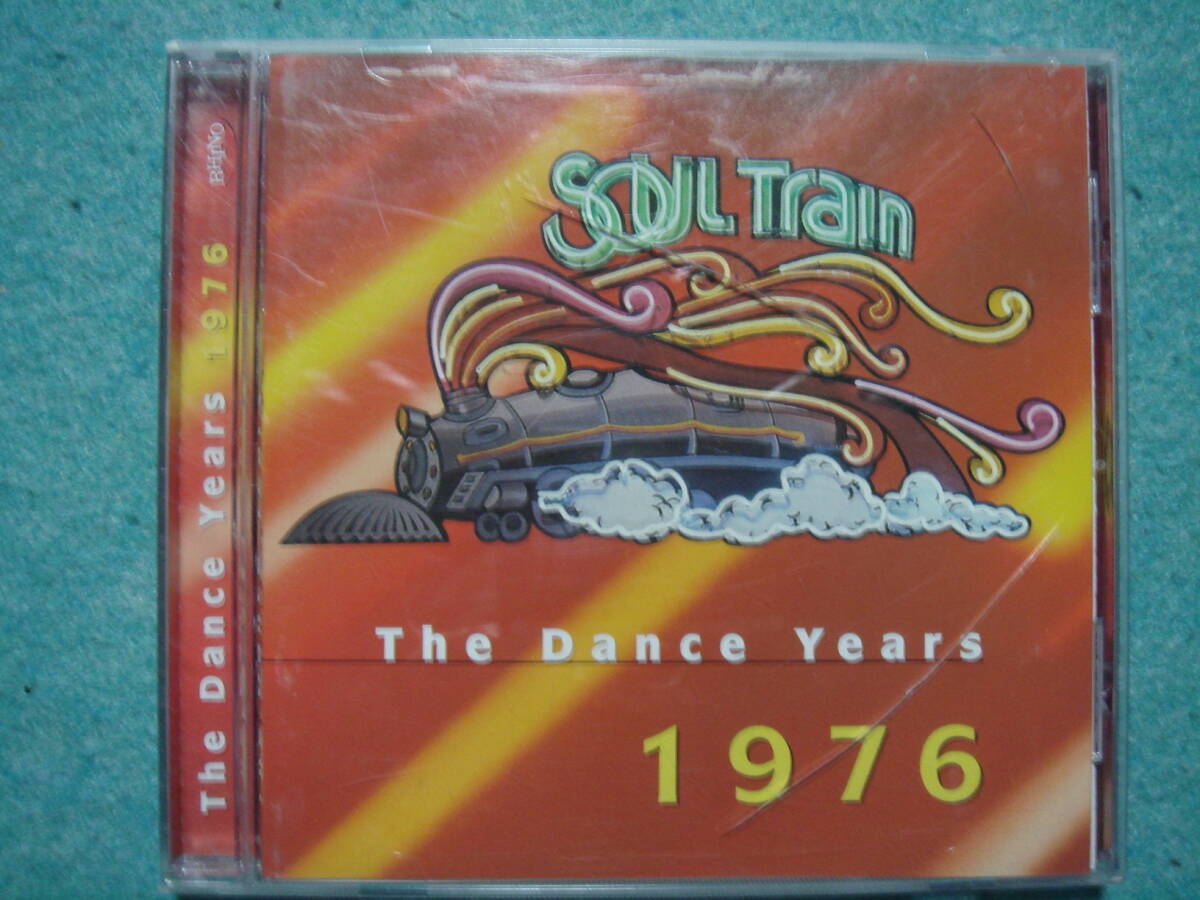 Soul Train
The Dance Years
1976
The Dance Years 1976 RHINO